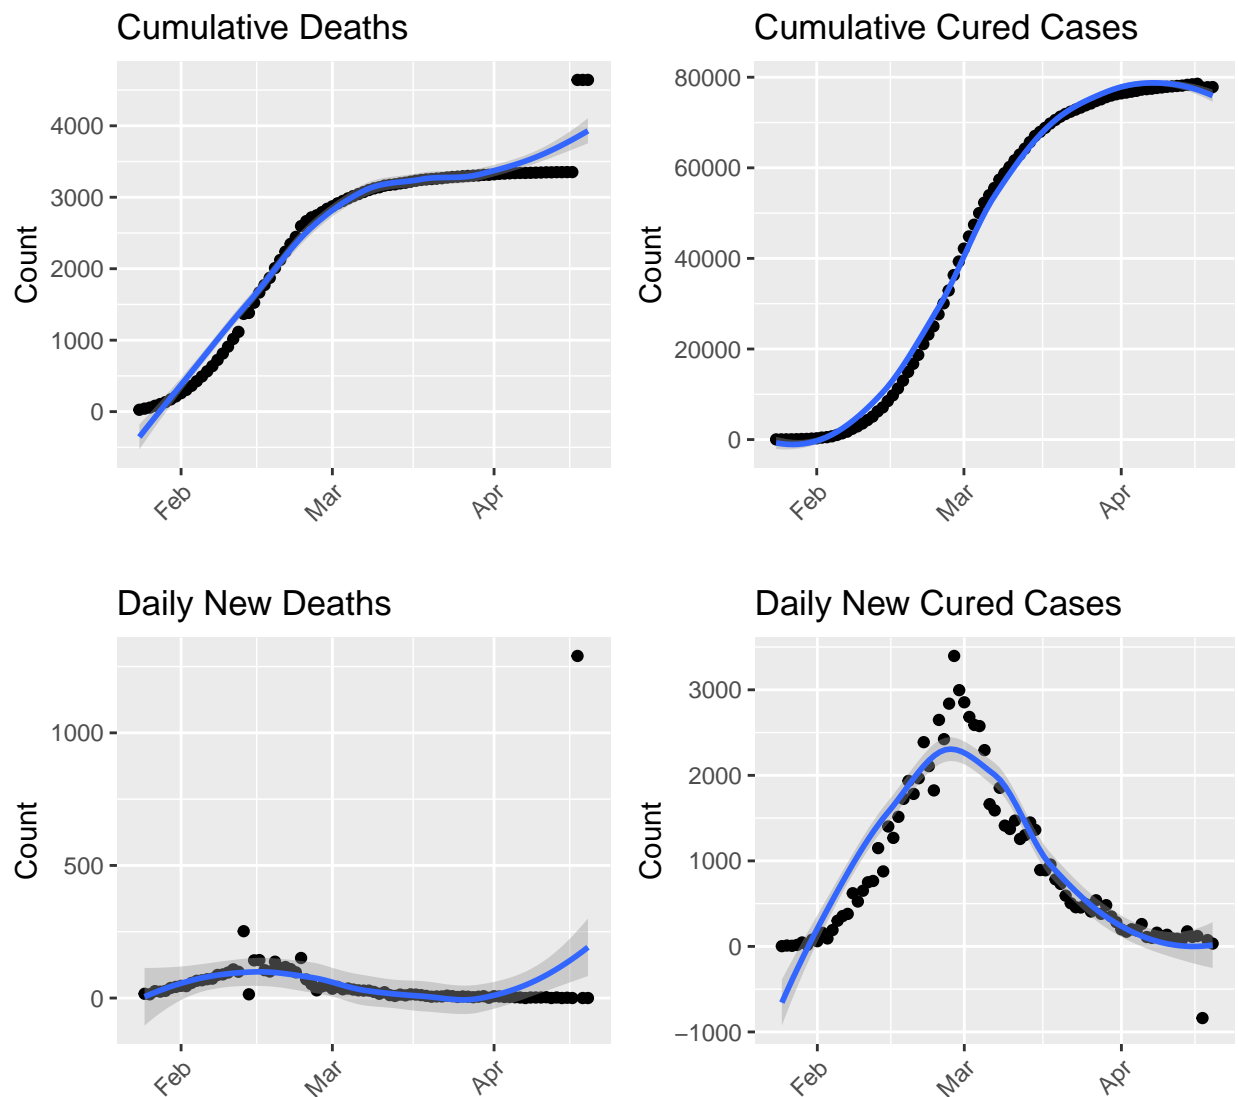 Cumulative Deaths
Count
4000
3000
2000
1000
0
Feb
Mar
Apr
Cumulative Cured Cases
Count
80000
60000
40000
20000
0
Feb
Mar
Apr
Daily New Deaths
Count
1000
500
0
Feb
Mar
Apr
Daily New Cured Cases
Count
3000
2000
1000
0
−1000
Feb
Mar
Apr